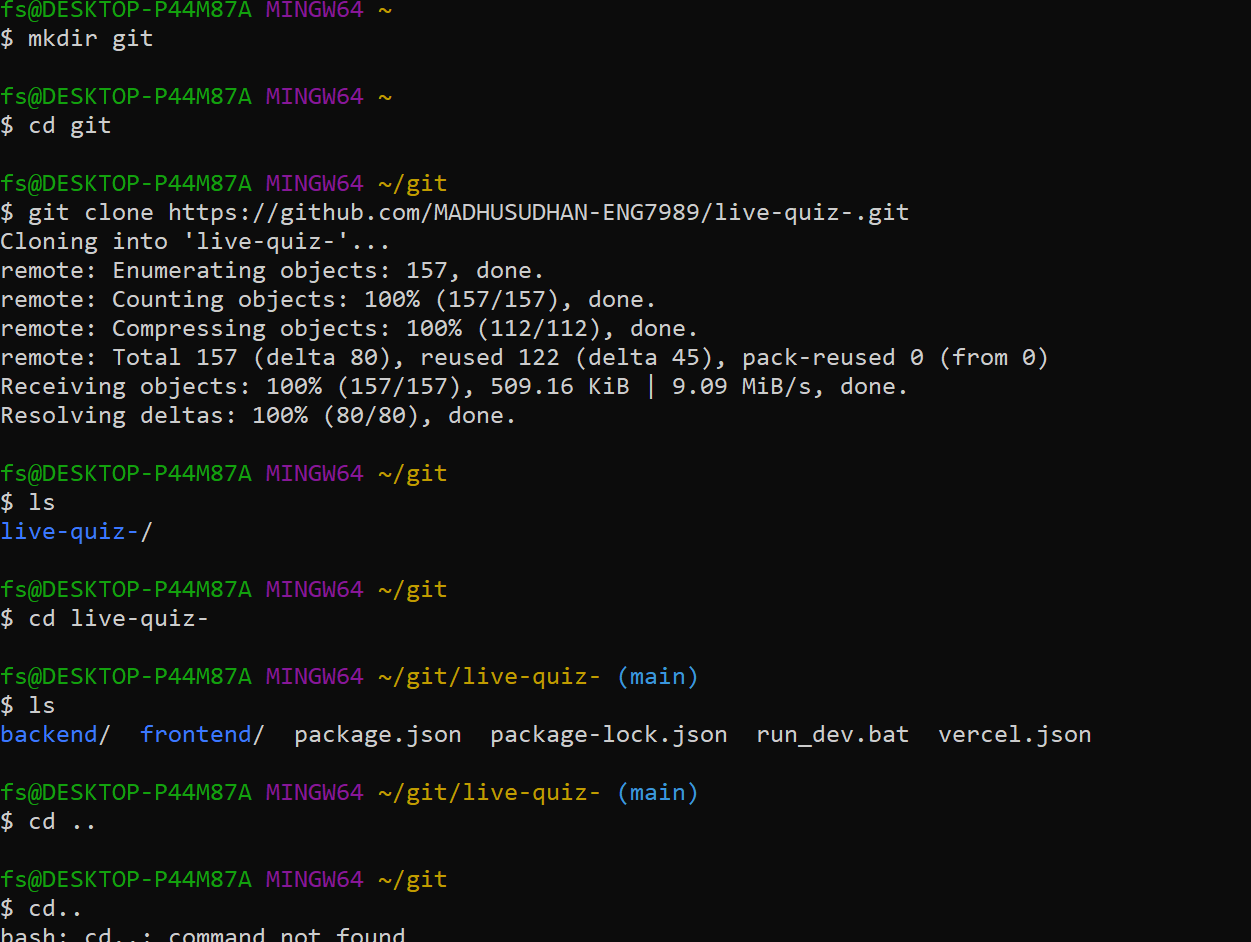 fs@DESKTOP-P44M87A MINGW64 ~
$ mkdir git
fs@DESKTOP-P44M87A MINGW64 ~
$ cd git
fs@DESKTOP-P44M87A MINGW64 ~/git
$ git clone https://github.com/MADHUSUDHAN-ENG7989/live-quiz-.git
Cloning into 'live-quiz-'...
remote: Enumerating objects: 157, done.
remote: Counting objects: 100% (157/157), done.
remote: Compressing objects: 100% (112/112), done.
remote: Total 157 (delta 80), reused 122 (delta 45), pack-reused 0 (from 0)
Receiving objects: 100% (157/157), 509.16 KiB | 9.09 MiB/s, done.
Resolving deltas: 100% (80/80), done.
fs@DESKTOP-P44M87A MINGW64 ~/git
$ ls
live-quiz-/
fs@DESKTOP-P44M87A MINGW64 ~/git
$ cd live-quiz-
fs@DESKTOP-P44M87A MINGW64 ~/git/live-quiz- (main)
$ ls
backend/  frontend/  package.json  package-lock.json  run_dev.bat  vercel.json
fs@DESKTOP-P44M87A MINGW64 ~/git/live-quiz- (main)
$ cd ..
fs@DESKTOP-P44M87A MINGW64 ~/git
$ cd..
bash: cd..: command not found